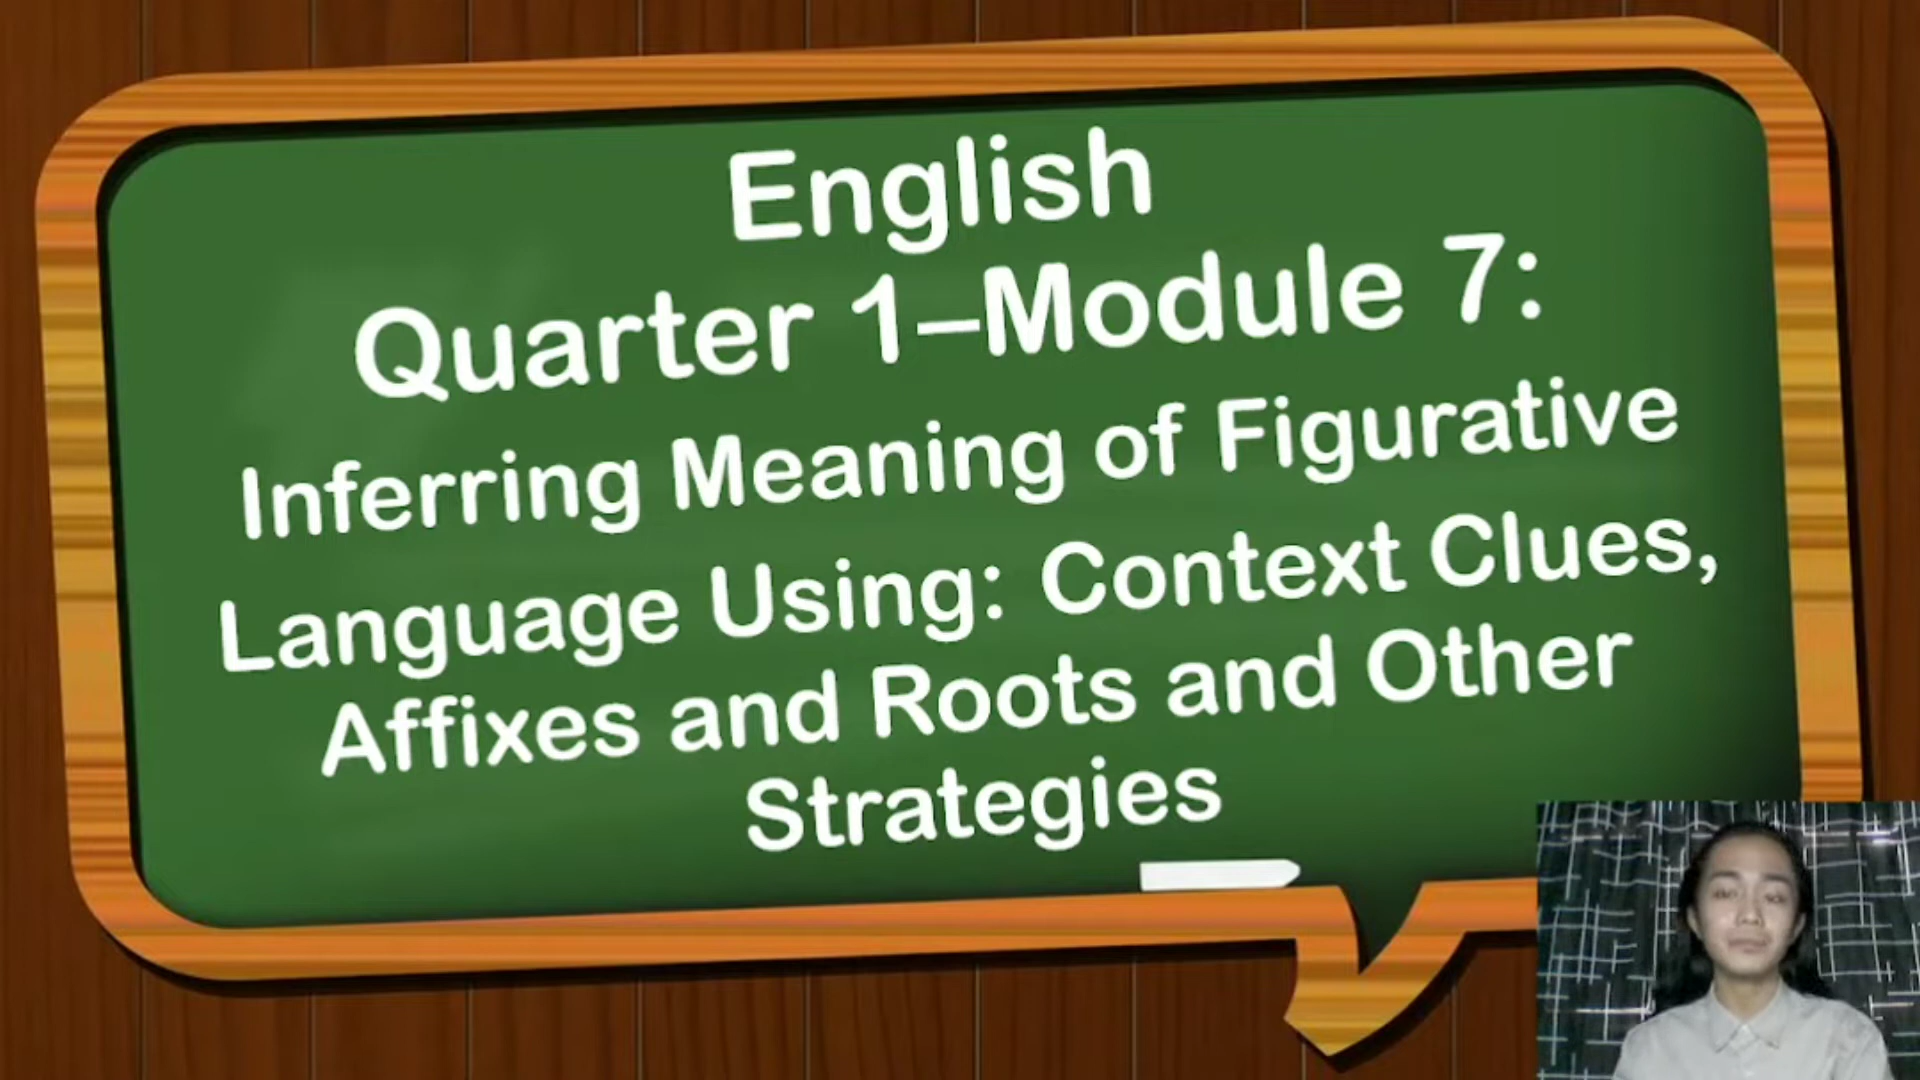 English
Quarter 1–Module 7:
Inferring Meaning of Figurative
Language Using: Context Clues,
Affixes and Roots and Other
Strategies